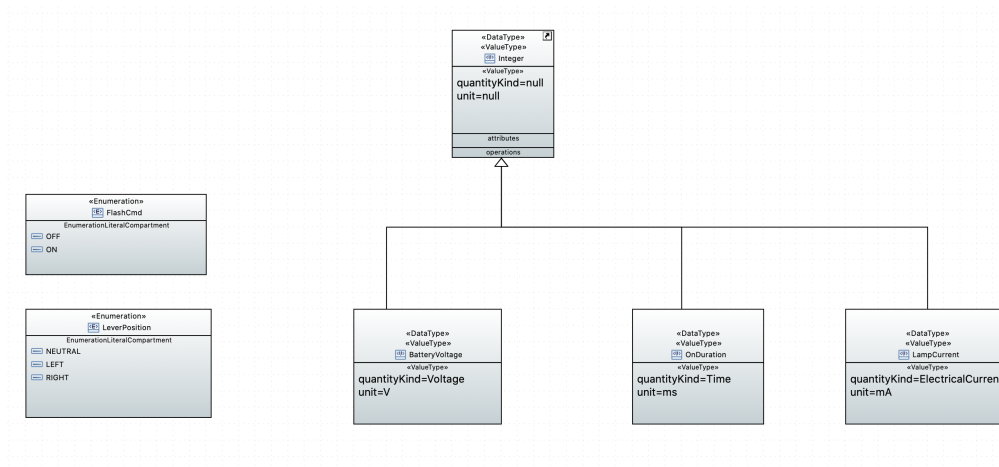 «DataType»
«ValueType»
Integer
«ValueType»
quantityKind=null
unit=null
attributes
operations
«Enumeration»
FlashCmd
EnumerationLiteralCompartment
OFF
ON
«Enumeration»
LeverPosition
EnumerationLiteralCompartment
NEUTRAL
LEFT
RIGHT
«DataType»
«ValueType»
BatteryVoltage
«ValueType»
quantityKind=Voltage
unit=V
«DataType»
«ValueType»
OnDuration
«ValueType»
quantityKind=Time
unit=ms
«DataType»
«ValueType»
LampCurrent
«ValueType»
quantityKind=ElectricalCurren
unit=mA